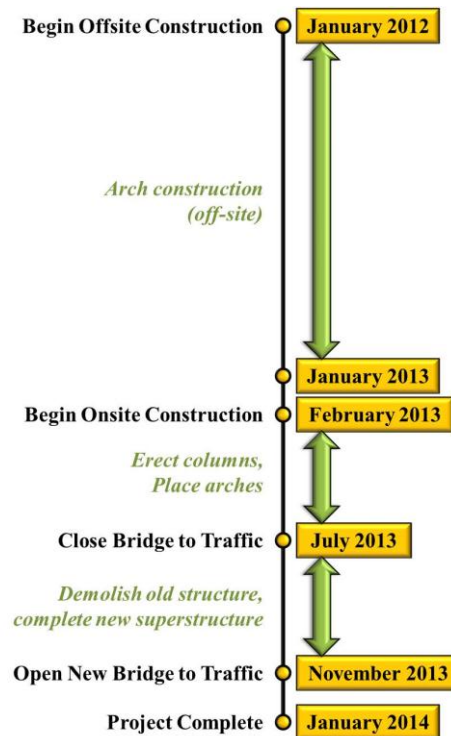 Begin Offsite Construction January 2012
Arch construction
(off-site)
January 2013
Begin Onsite Construction February 2013
Erect columns,
Place arches
Close Bridge to Traffic July 2013
Demolish old structure,
complete new superstructure
Open New Bridge to Traffic November 2013
Project Complete January 2014